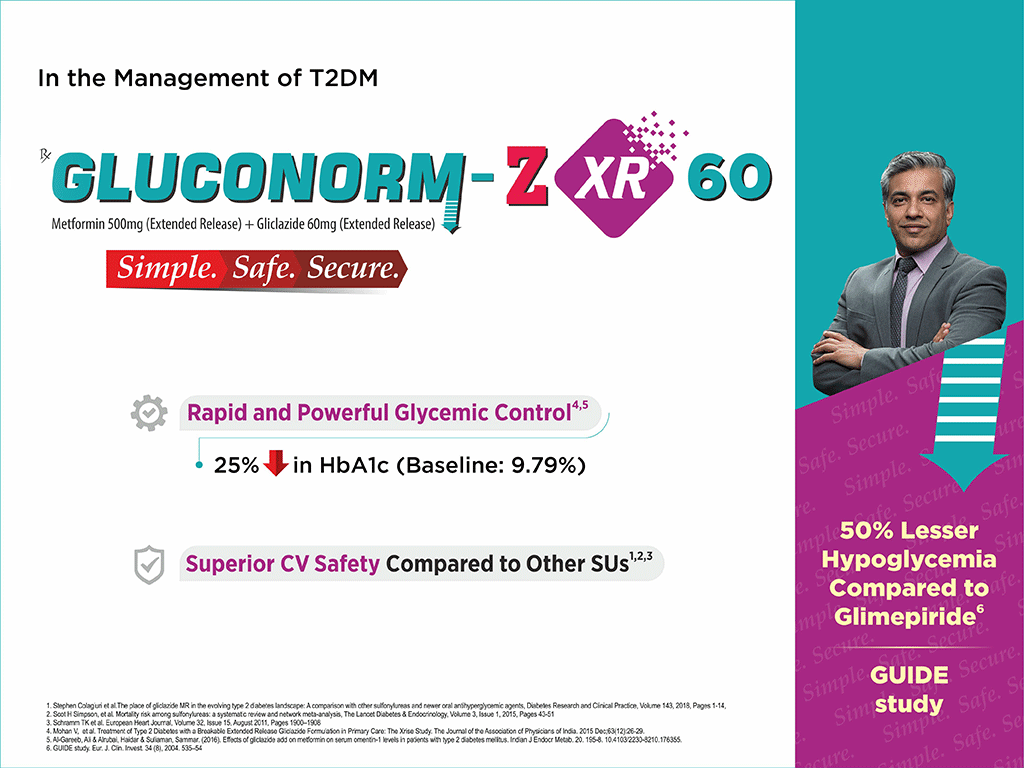 In the Management of T2DM
Rx GLUCONORM-Z XR 60
Metformin 500mg (Extended Release) + Gliclazide 60mg (Extended Release)
Simple. Safe. Secure.
Rapid and Powerful Glycemic Control4,5
• 25% in HbA1c (Baseline: 9.79%)
Superior CV Safety Compared to Other SUs1,2,3
1. Stephen Colagiuri et al.The place of gliclazide MR in the evolving type 2 diabetes landscape: A comparison with other sulfonylureas and newer oral antihyperglycemic agents, Diabetes Research and Clinical Practice, Volume 143, 2018, Pages 1-14,
2. Scot H Simpson, et al. Mortality risk among sulfonylureas: a systematic review and network meta-analysis, The Lancet Diabetes & Endocrinology, Volume 3, Issue 1, 2015, Pages 43-51
3. Schramm TK et al. European Heart Journal, Volume 32, Issue 15, August 2011, Pages 1900–1908
4. Mohan V, et al. Treatment of Type 2 Diabetes with a Breakable Extended Release Gliclazide Formulation in Primary Care: The Xrise Study. The Journal of the Association of Physicians of India. 2015 Dec;63(12):26-29.
5. Al-Gareeb, Ali & Alrubai, Haidar & Suliaman, Sammar. (2016). Effects of gliclazide add on metformin on serum omentin-1 levels in patients with type 2 diabetes mellitus. Indian J Endocr Metab. 20. 195-8. 10.4103/2230-8210.176355.
6. GUIDE study. Eur. J. Clin. Invest. 34 (8), 2004. 535–54
50% Lesser
Hypoglycemia
Compared to
Glimepiride6
GUIDE
study